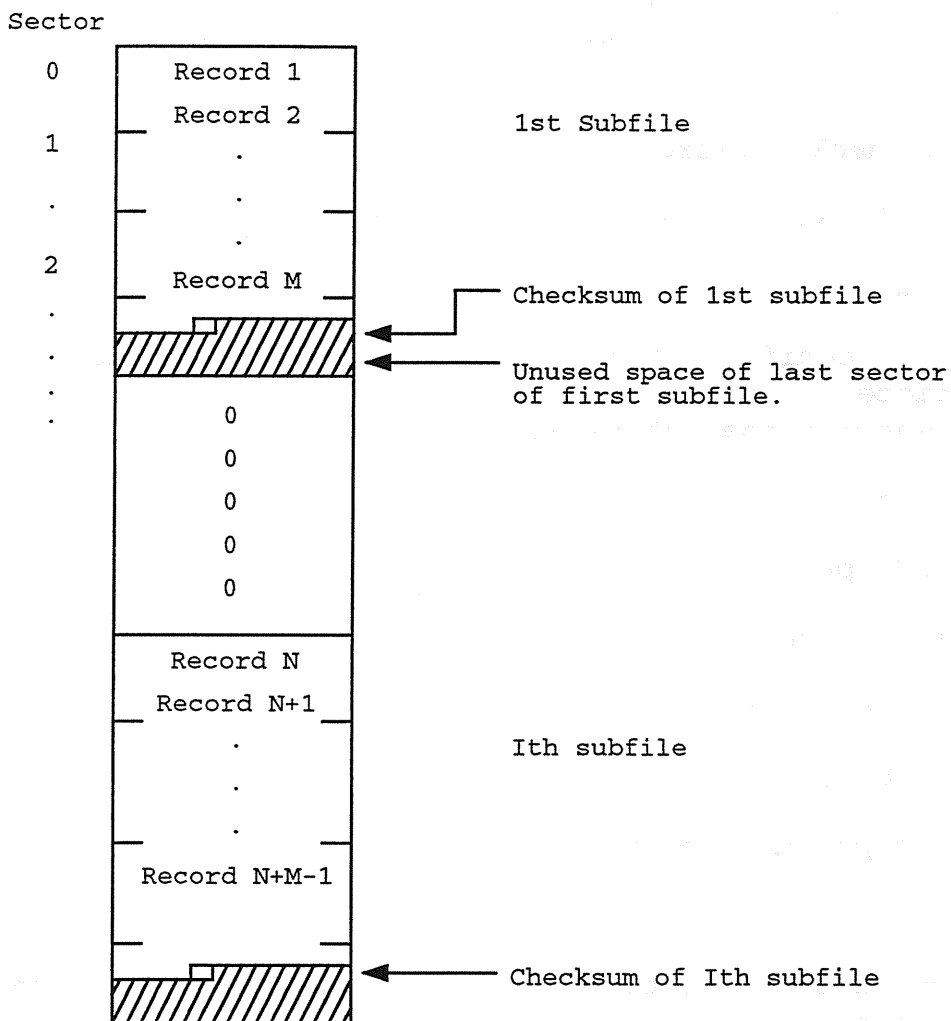 Sector
0
Record 1
Record 2
1st Subfile
1
.
.
.
.
2
Record M
Checksum of 1st subfile
.
.
Unused space of last sector
of first subfile.
.
.
0
0
0
0
0
Record N
Record N+1
.
Ith subfile
.
.
Record N+M-1
Checksum of Ith subfile